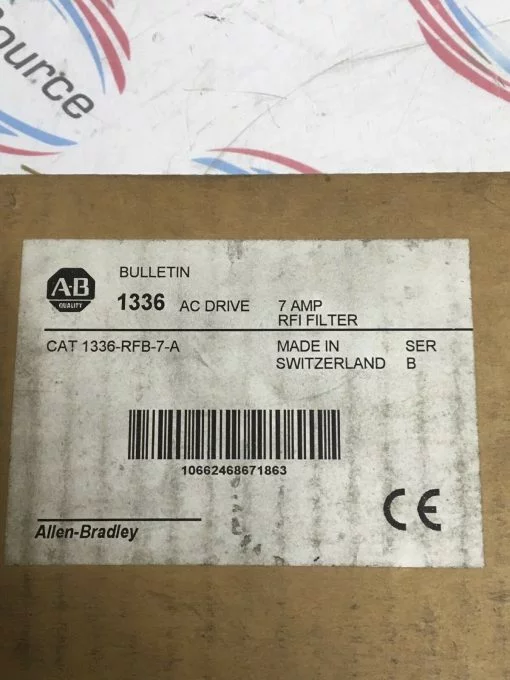 ource
A-B
QUALITY
BULLETIN
1336 AC DRIVE 7 AMP
RFI FILTER
CAT 1336-RFB-7-A MADE IN SER
SWITZERLAND B
10662468671863
Allen-Bradley
CE